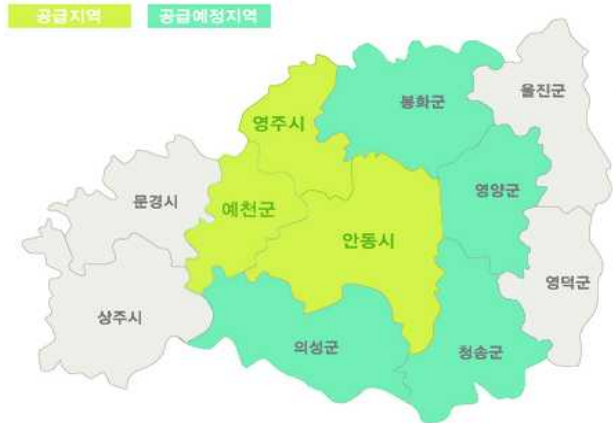 공급지역 공급예정지역
울진군
봉화군
영주시
영양군
문경시
예천군
안동시
영덕군
상주시
의성군
청송군